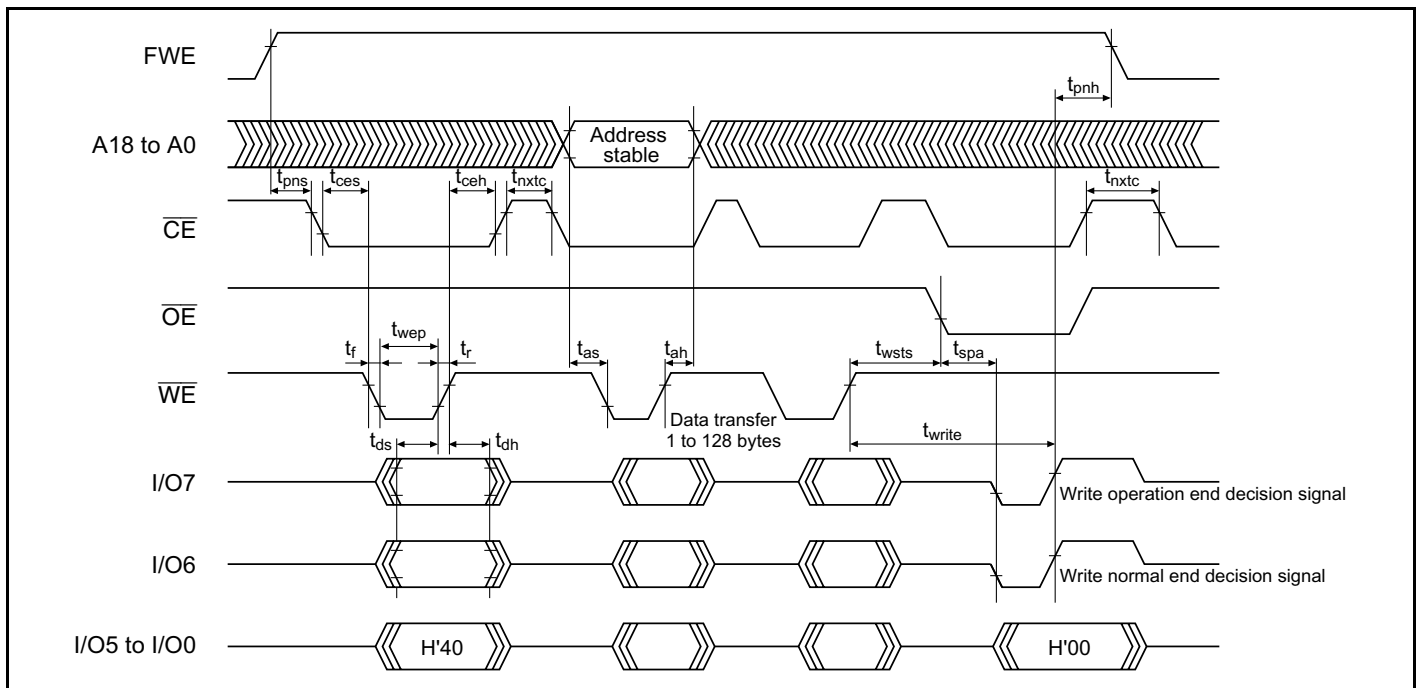 FWE
t_pnh
A18 to A0
Address
stable
t_pns t_ces t_ceh t_nxtc t_nxtc
CE
OE
t_wep
t_f t_r t_as t_ah t_wsts t_spa
WE
Data transfer
1 to 128 bytes
t_write
t_ds t_dh
I/O7
Write operation end decision signal
I/O6
Write normal end decision signal
I/O5 to I/O0 H'40 H'00